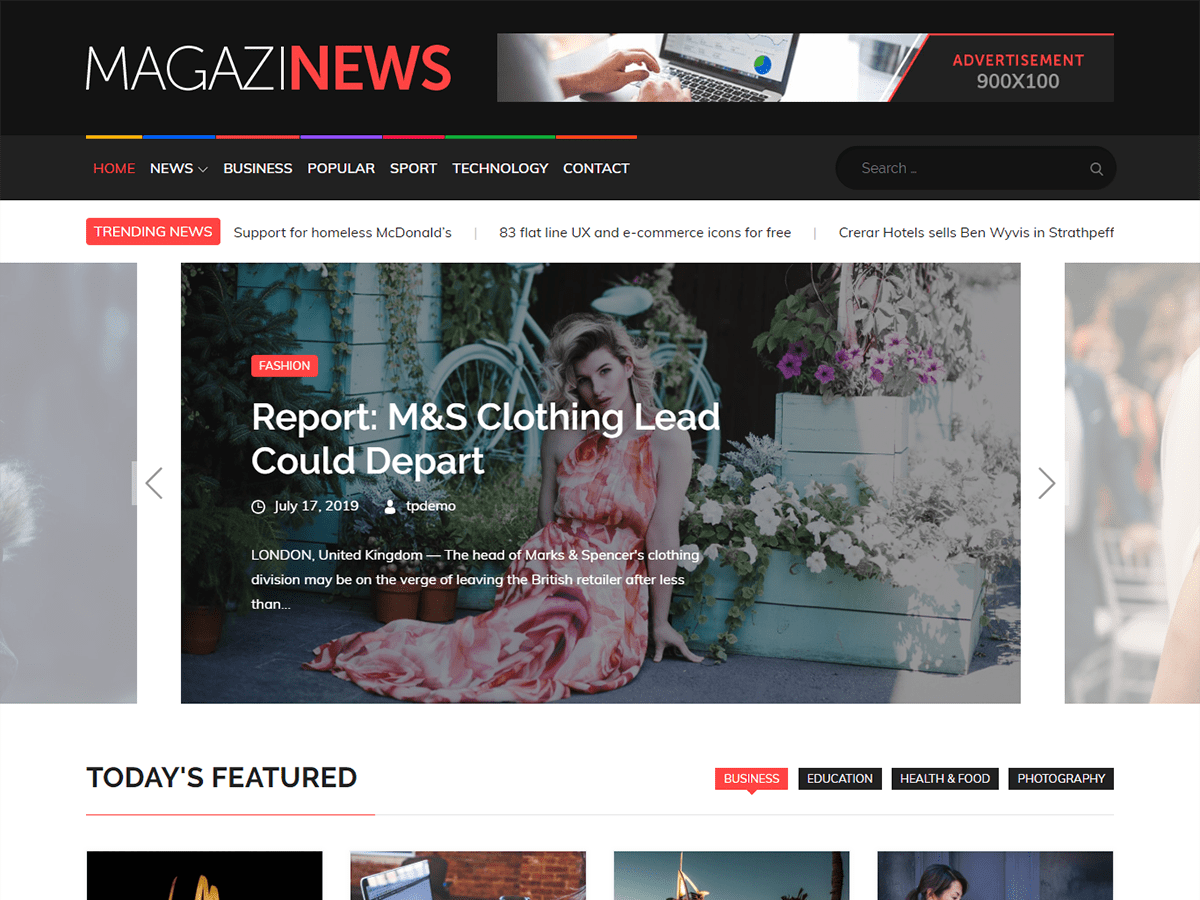 MAGAZINEWS
ADVERTISEMENT
900X100
HOME NEWS BUSINESS POPULAR SPORT TECHNOLOGY CONTACT
Search ...
TRENDING NEWS
Support for homeless McDonald's | 83 flat line UX and e-commerce icons for free | Crerar Hotels sells Ben Wyvis in Strathpeff
FASHION
Report: M&S Clothing Lead
Could Depart
July 17, 2019 tpdemo
LONDON, United Kingdom — The head of Marks & Spencer's clothing
division may be on the verge of leaving the British retailer after less
than...
TODAY'S FEATURED
BUSINESS EDUCATION HEALTH & FOOD PHOTOGRAPHY